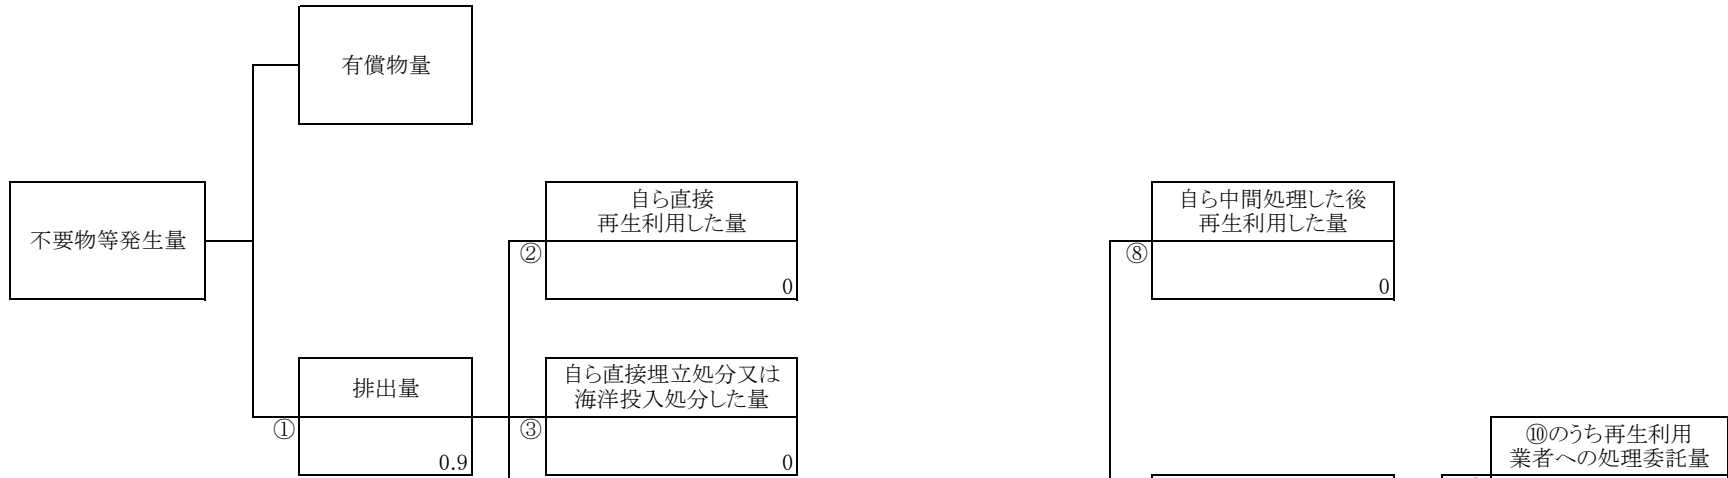 有償物量
不要物等発生量
自ら直接
再生利用した量
②
0
自ら中間処理した後
再生利用した量
⑧
0
排出量
①
0.9
自ら直接埋立処分又は
海洋投入処分した量
③
0
⑩のうち再生利用
業者への処理委託量